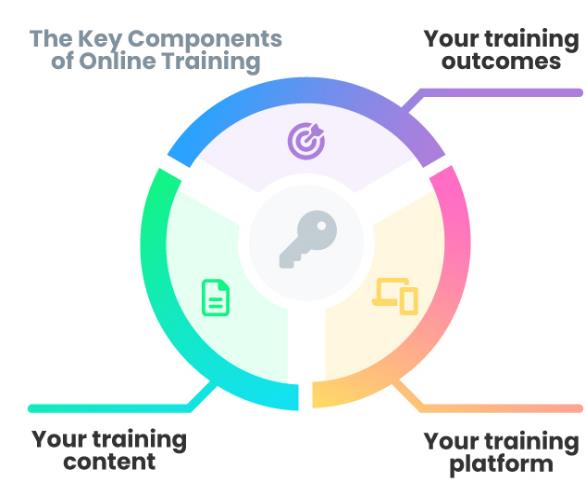 The Key Components
of Online Training
Your training
outcomes
Your training
content
Your training
platform